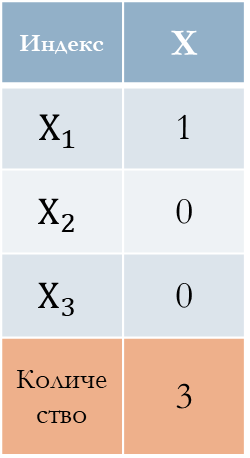 Индекс X
X₁ 1
X₂ 0
X₃ 0
Количе
ство 3